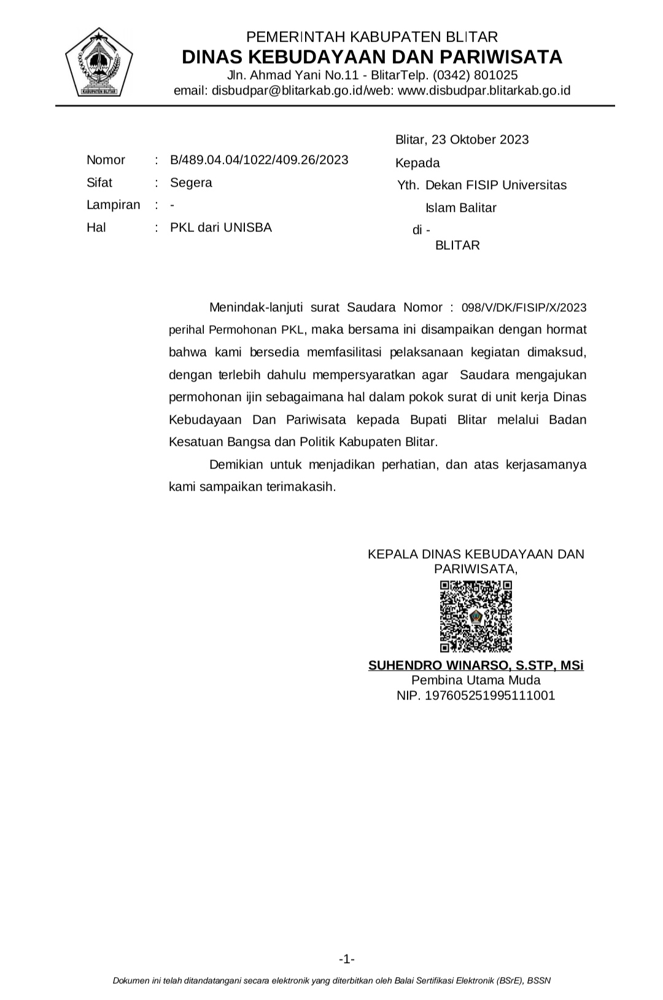 PEMERINTAH KABUPATEN BLITAR
DINAS KEBUDAYAAN DAN PARIWISATA
Jln. Ahmad Yani No.11 - BlitarTelp. (0342) 801025
email: disbudpar@blitarkab.go.id/web: www.disbudpar.blitarkab.go.id
KABUPATEN BLITAR
Blitar, 23 Oktober 2023
Nomor : B/489.04.04/1022/409.26/2023
Kepada
Sifat : Segera
Yth. Dekan FISIP Universitas
Lampiran : -
Islam Balitar
Hal : PKL dari UNISBA
di -
BLITAR
Menindak-lanjuti surat Saudara Nomor : 098/V/DK/FISIP/X/2023
perihal Permohonan PKL, maka bersama ini disampaikan dengan hormat
bahwa kami bersedia memfasilitasi pelaksanaan kegiatan dimaksud,
dengan terlebih dahulu mempersyaratkan agar Saudara mengajukan
permohonan ijin sebagaimana hal dalam pokok surat di unit kerja Dinas
Kebudayaan Dan Pariwisata kepada Bupati Blitar melalui Badan
Kesatuan Bangsa dan Politik Kabupaten Blitar.
Demikian untuk menjadikan perhatian, dan atas kerjasamanya
kami sampaikan terimakasih.
KEPALA DINAS KEBUDAYAAN DAN
PARIWISATA,
SUHENDRO WINARSO, S.STP, MSi
Pembina Utama Muda
NIP. 197605251995111001
-1-
Dokumen ini telah ditandatangani secara elektronik yang diterbitkan oleh Balai Sertifikasi Elektronik (BSrE), BSSN